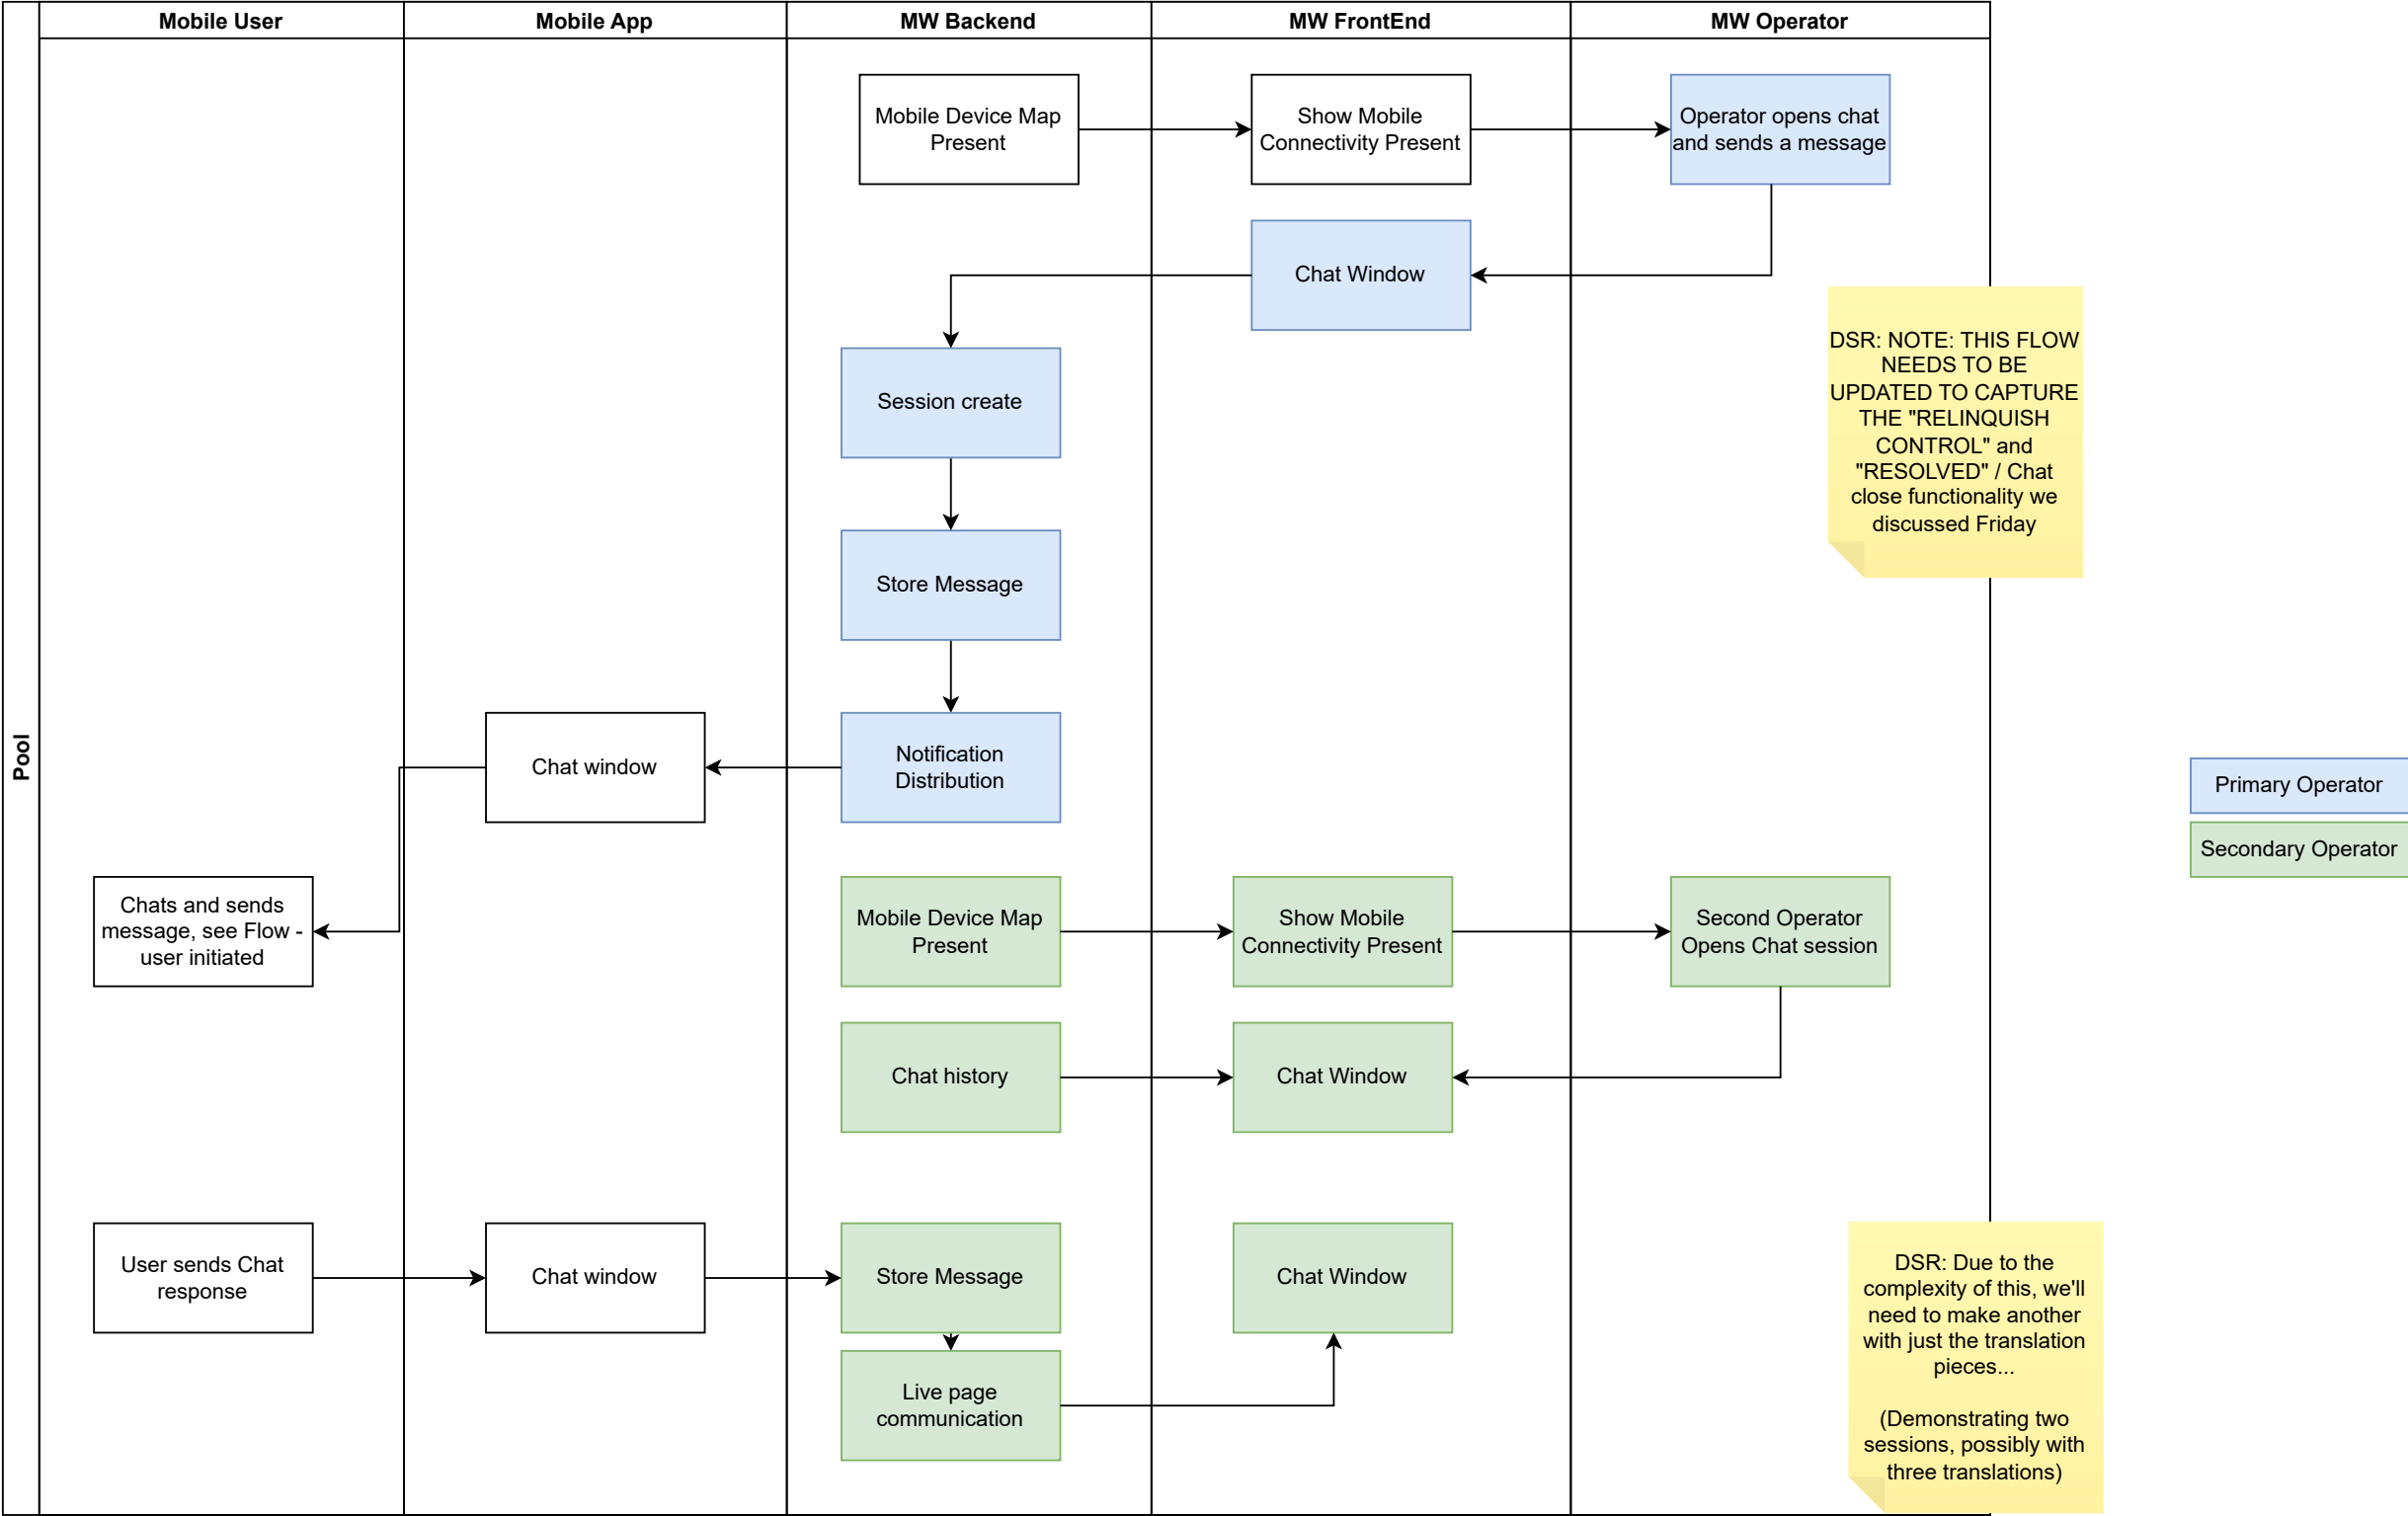 Mobile User
Mobile App
MW Backend
MW FrontEnd
MW Operator
Pool
Mobile Device Map
Present
Show Mobile
Connectivity Present
Operator opens chat
and sends a message
Chat Window
DSR: NOTE: THIS FLOW
NEEDS TO BE
UPDATED TO CAPTURE
THE "RELINQUISH
CONTROL" and
"RESOLVED" / Chat
close functionality we
discussed Friday
Session create
Store Message
Chat window
Notification
Distribution
Primary Operator
Secondary Operator
Chats and sends
message, see Flow -
user initiated
Mobile Device Map
Present
Show Mobile
Connectivity Present
Second Operator
Opens Chat session
Chat history
Chat Window
User sends Chat
response
Chat window
Store Message
Chat Window
Live page
communication
DSR: Due to the
complexity of this, we'll
need to make another
with just the translation
pieces...
(Demonstrating two
sessions, possibly with
three translations)